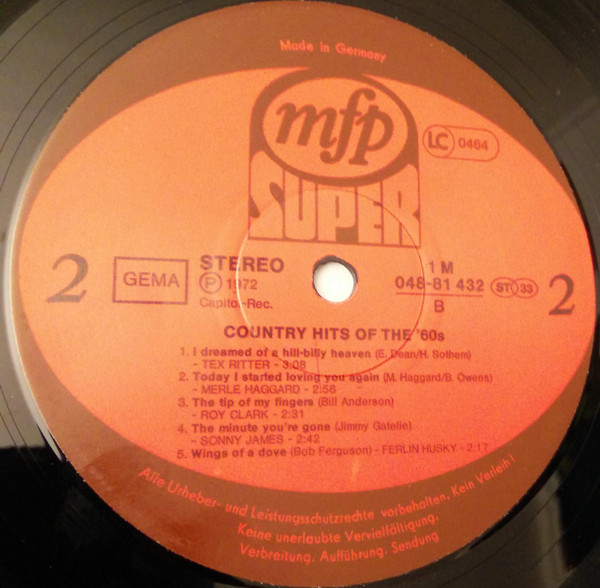 Made in Germany
mfp
SUPER
LC 0464
2
GEMA
STEREO
P 1972
Capitol-Rec.
1 M
048-81 432
B
ST 33
2
COUNTRY HITS OF THE '60s
1. I dreamed of a hill-billy heaven (E. Dean/H. Sothem)
- TEX RITTER - 3:08
2. Today I started loving you again (M. Haggard/B. Owens)
- MERLE HAGGARD - 2:58
3. The tip of my fingers (Bill Anderson)
- ROY CLARK - 2:31
4. The minute you're gone (Jimmy Gatelie)
- SONNY JAMES - 2:42
5. Wings of a dove (Bob Ferguson) - FERLIN HUSKY - 2:17
Alle Urheber- und Leistungsschutzrechte vorbehalten. Kein Verleih!
Keine unerlaubte Vervielfältigung,
Verbreitung, Aufführung, Sendung